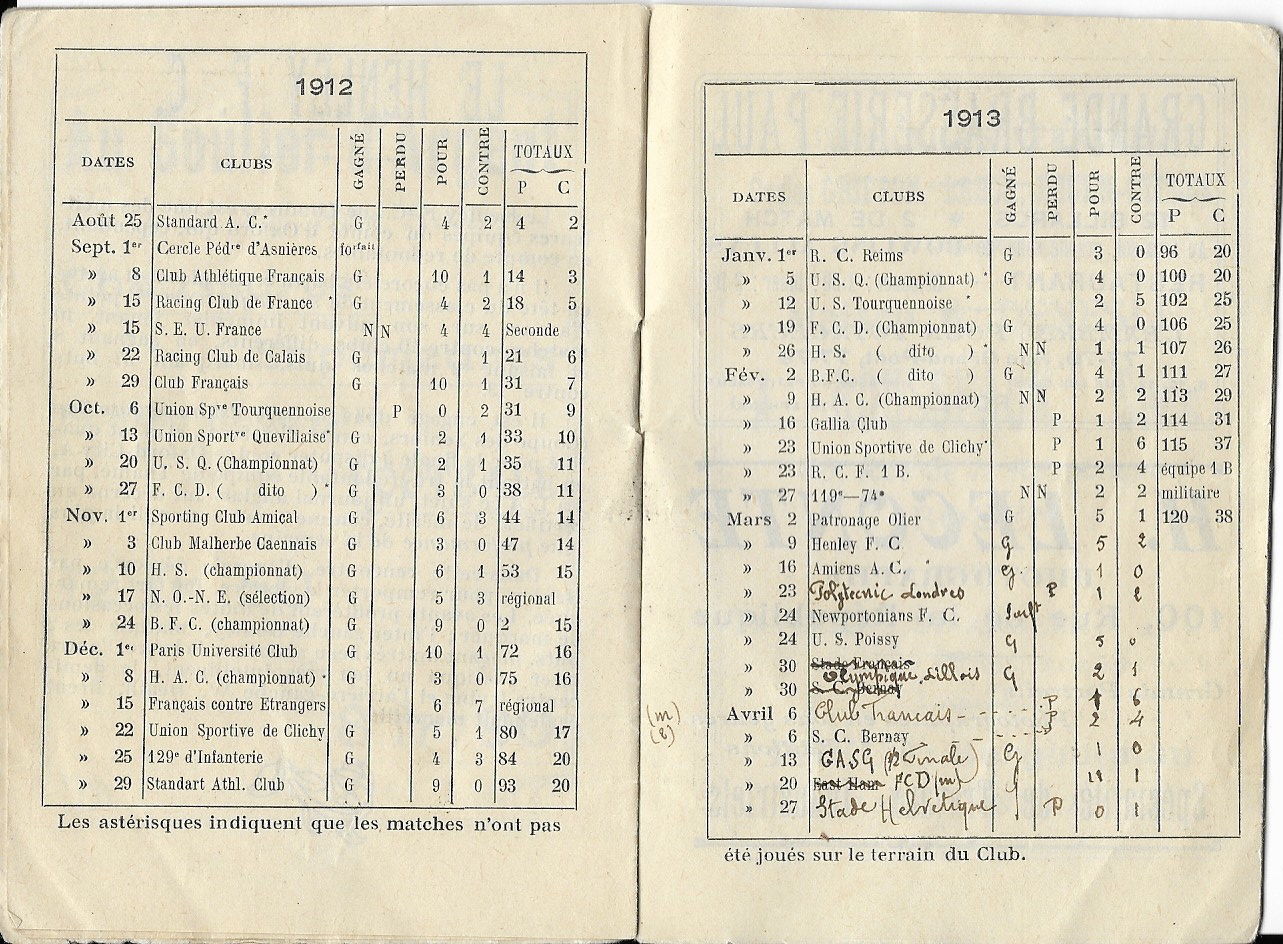 1912
DATES CLUBS GAGNÉ PERDU POUR CONTRE TOTAUX
P C
Août 25 Standard A. C.* G 4 2 4 2
Sept. 1er Cercle Pédre d'Asnières forfait
» 8 Club Athlétique Français G 10 1 14 3
» 15 Racing Club de France * G 4 2 18 5
» 15 S. E. U. France N N 4 4 Seconde
» 22 Racing Club de Calais G 3 1 21 6
» 29 Club Français G 10 1 31 7
Oct. 6 Union Spve Tourquennoise P 0 2 31 9
» 13 Union Sportve Quevillaise* G 2 1 33 10
» 20 U. S. Q. (Championnat) G 2 1 35 11
» 27 F. C. D. ( dito ) * G 3 0 38 11
Nov. 1er Sporting Club Amical G 6 3 44 14
» 3 Club Malherbe Caennais G 3 0 47 14
» 10 H. S. (championnat) G 6 1 53 15
» 17 N. O.-N E. (sélection) G 5 3 régional
» 24 B. F. C. (championnat) G 9 0 2 15
Déc. 1er Paris Université Club G 10 1 72 16
» 8 H. A. C. (championnat) * G 3 0 75 16
» 15 Français contre Etrangers 6 7 régional
» 22 Union Sportive de Clichy G 5 1 80 17
» 25 129e d'Infanterie G 4 3 84 20
» 29 Standart Athl. Club G 9 0 93 20
Les astérisques indiquent que les matches n'ont pas
1913
DATES CLUBS GAGNÉ PERDU POUR CONTRE TOTAUX
P C
Janv. 1er R. C. Reims G 3 0 96 20
» 5 U. S. Q. (Championnat) * G 4 0 100 20
» 12 U. S. Tourquennoise * 2 5 102 25
» 19 F. C. D. (Championnat) G 4 0 106 25
» 26 H. S. ( dito ) * N N 1 1 107 26
Fév. 2 B.F.C. ( dito ) G 4 1 111 27
» 9 H. A. C. (Championnat) N N 2 2 113 29
» 16 Gallia Club P 1 2 114 31
» 23 Union Sportive de Clichy* P 1 6 115 37
» 23 R. C. F. 1 B. P 2 4 équipe 1 B
» 27 119e—74e N N 2 2 militaire
Mars 2 Patronage Olier G 5 1 120 38
» 9 Henley F. C. G 5 2
» 16 Amiens A. C. G. 1 0
» 23 Polytecnic Londres P 1 2
» 24 Newportonians F. C. forft
» 24 U. S. Poissy G 5 0
» 30 Stade Français
Olympique Lillois G 2 1
» 30 S. C. Bernay
Avril 6 Club Francais - P 1 6
(m) P 2 4
» 6 S. C. Bernay
» 13 CASG (½ Finale) G 1 0
» 20 East Ham FCD (m) 11 1
» 27 Stade Helvetique P 0 1
été joués sur le terrain du Club.